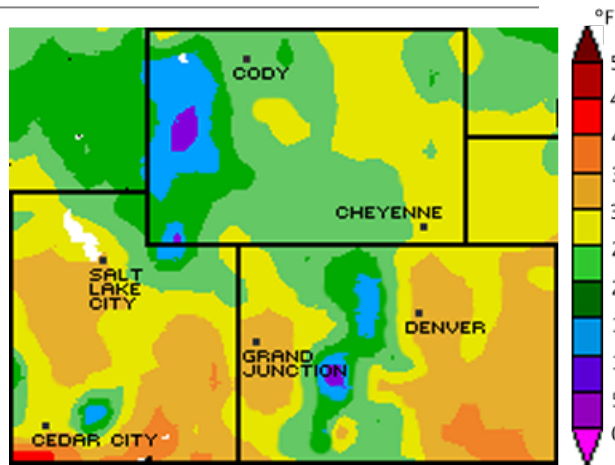 °F
CODY
CHEYENNE
SALT
LAKE
CITY
DENVER
GRAND
JUNCTION
CEDAR CITY